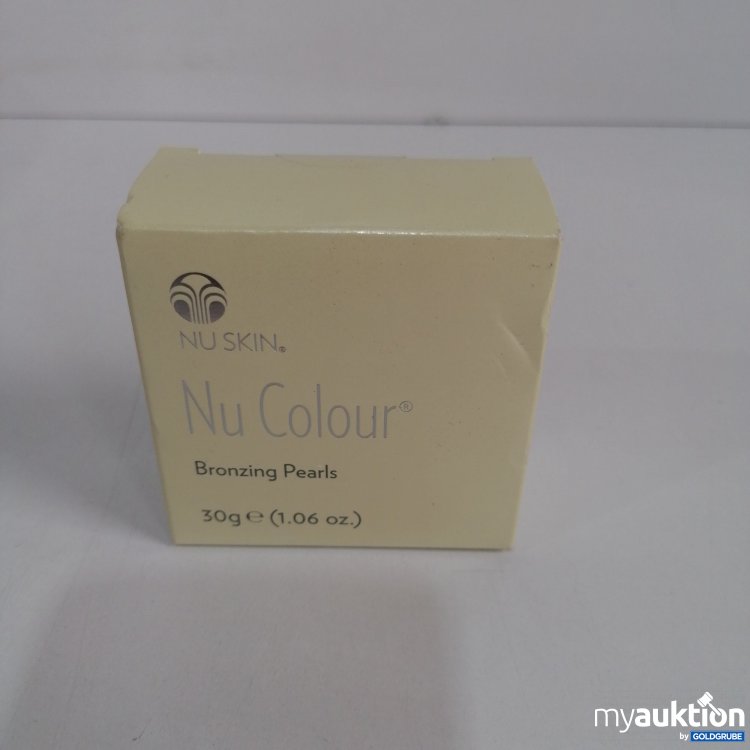 NU SKIN®
Nu Colour®
Bronzing Pearls
30g ℮ (1.06 oz.)
myauktion
by GOLDGRUBE